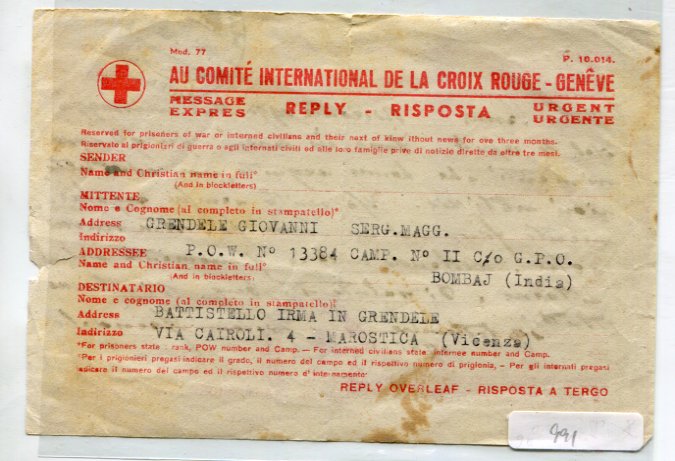 Mod. 77
P. 10.014.
AU COMITÉ INTERNATIONAL DE LA CROIX ROUGE - GENÊVE
MESSAGE EXPRES
REPLY - RISPOSTA
URGENT URGENTE
Reserved for prisoners of war or interned civilians and their next of kinw ithout news for ove three months.
Riservato ai prigionieri di guerra o agli internati civili ed alle loro famiglie prive di notizie dirette da oltre tre mesi.
SENDER
Name and Christian name in full°
(And in blockletters)
MITTENTE
Nome e Cognome (al completo in stampatello)°
Address GRENDELE GIOVANNI SERG.MAGG.
Indirizzo
ADDRESSEE P.O.W. N° 13384 CAMP. N° II C/o G.P.O.
Name and Christian name in full°
(And in blockletters) BOMBAJ (India)
DESTINATARIO
Nome e cognome (al completo in stampatello)°
Address BATTISTELLO IRMA IN GRENDELE
Indirizzo VIA CAIROLI. 4 - MAROSTICA (Vicenza)
°For prisoners state : rank, POW number and Camp. — For interned civilians state: internee number and Camp.
°Per i prigionieri pregasi indicare il grado, il numero del campo ed il rispettivo numero di prigionia, — Per gli internati pregasi
indicare il numero del campo ed il rispettivo numero d' internamento.
REPLY OVERLEAF - RISPOSTA A TERGO
991